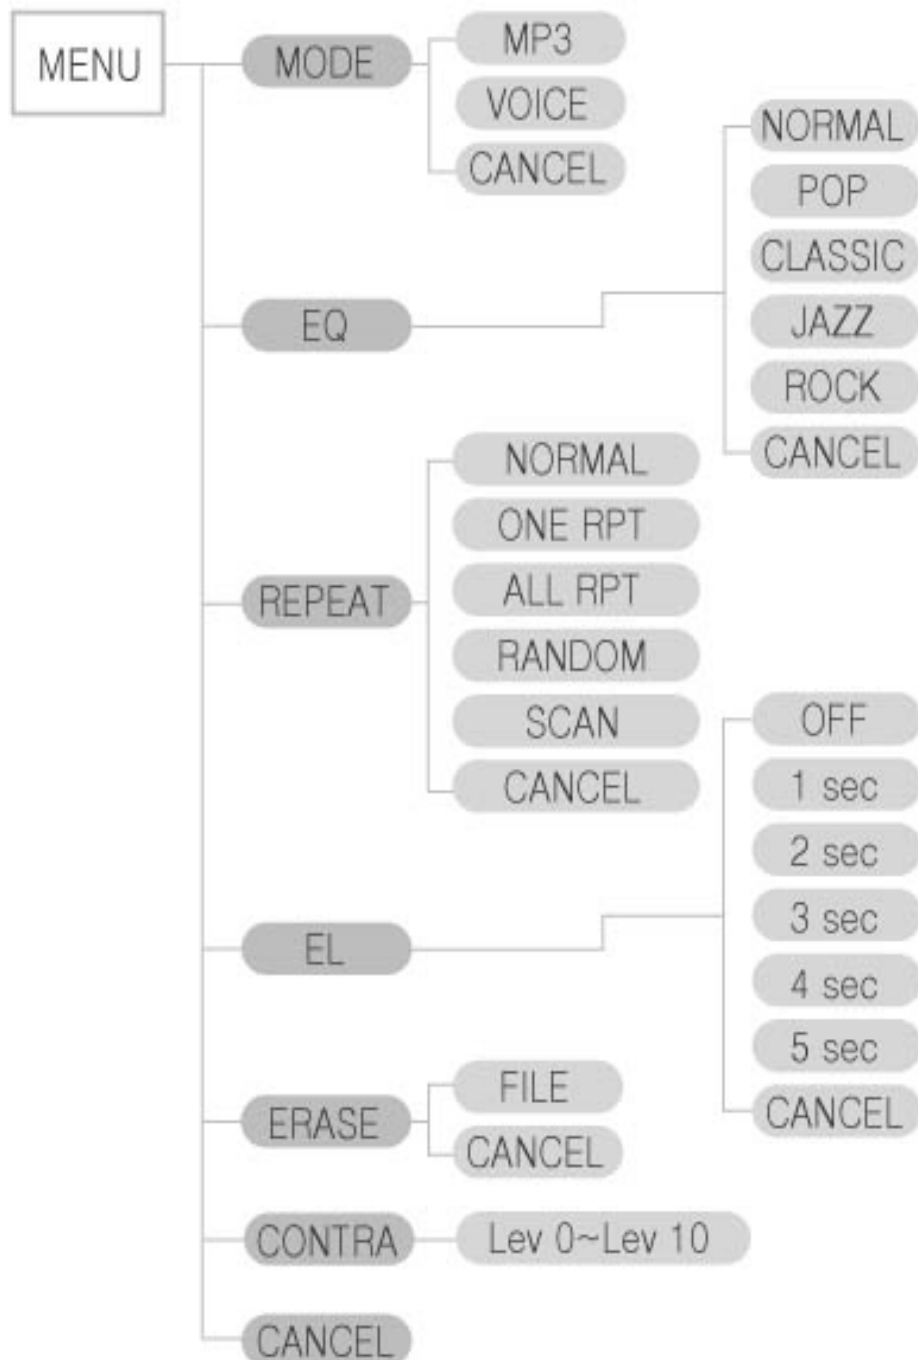 MENU
MODE
MP3
VOICE
CANCEL
EQ
NORMAL
POP
CLASSIC
JAZZ
ROCK
CANCEL
REPEAT
NORMAL
ONE RPT
ALL RPT
RANDOM
SCAN
CANCEL
EL
OFF
1 sec
2 sec
3 sec
4 sec
5 sec
CANCEL
ERASE
FILE
CANCEL
CONTRA
Lev 0~Lev 10
CANCEL